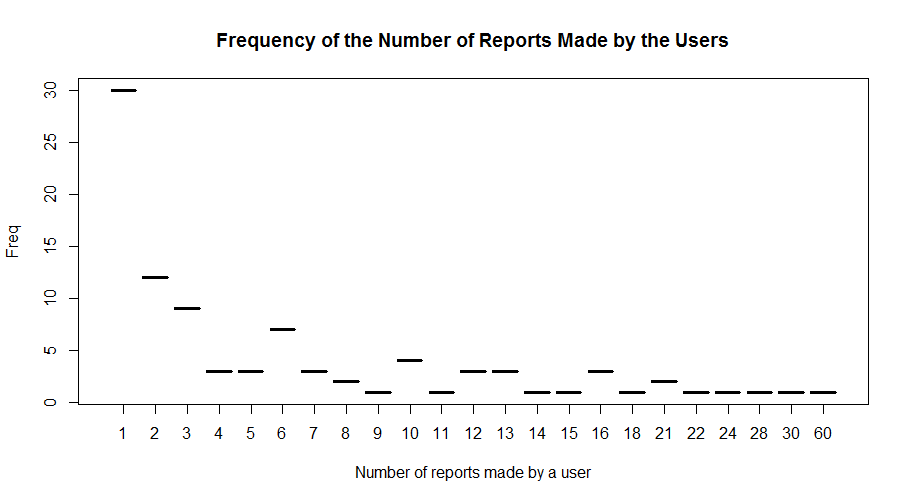 Frequency of the Number of Reports Made by the Users
Freq
30
25
20
15
10
5
0
1 2 3 4 5 6 7 8 9 10 11 12 13 14 15 16 18 21 22 24 28 30 60
Number of reports made by a user